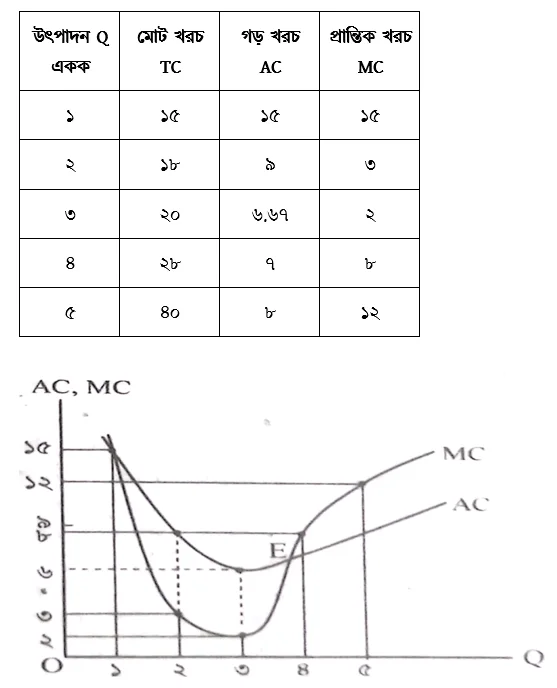 উৎপাদন Q একক মোট খরচ TC গড় খরচ AC প্রান্তিক খরচ MC
১ ১৫ ১৫ ১৫
২ ১৮ ৯ ৩
৩ ২০ ৬.৬৭ ২
৪ ২৮ ৭ ৮
৫ ৪০ ৮ ১২
AC, MC
১৫
MC
১২
AC
E
৬
৩
২
O ১ ২ ৩ ৪ ৫ Q